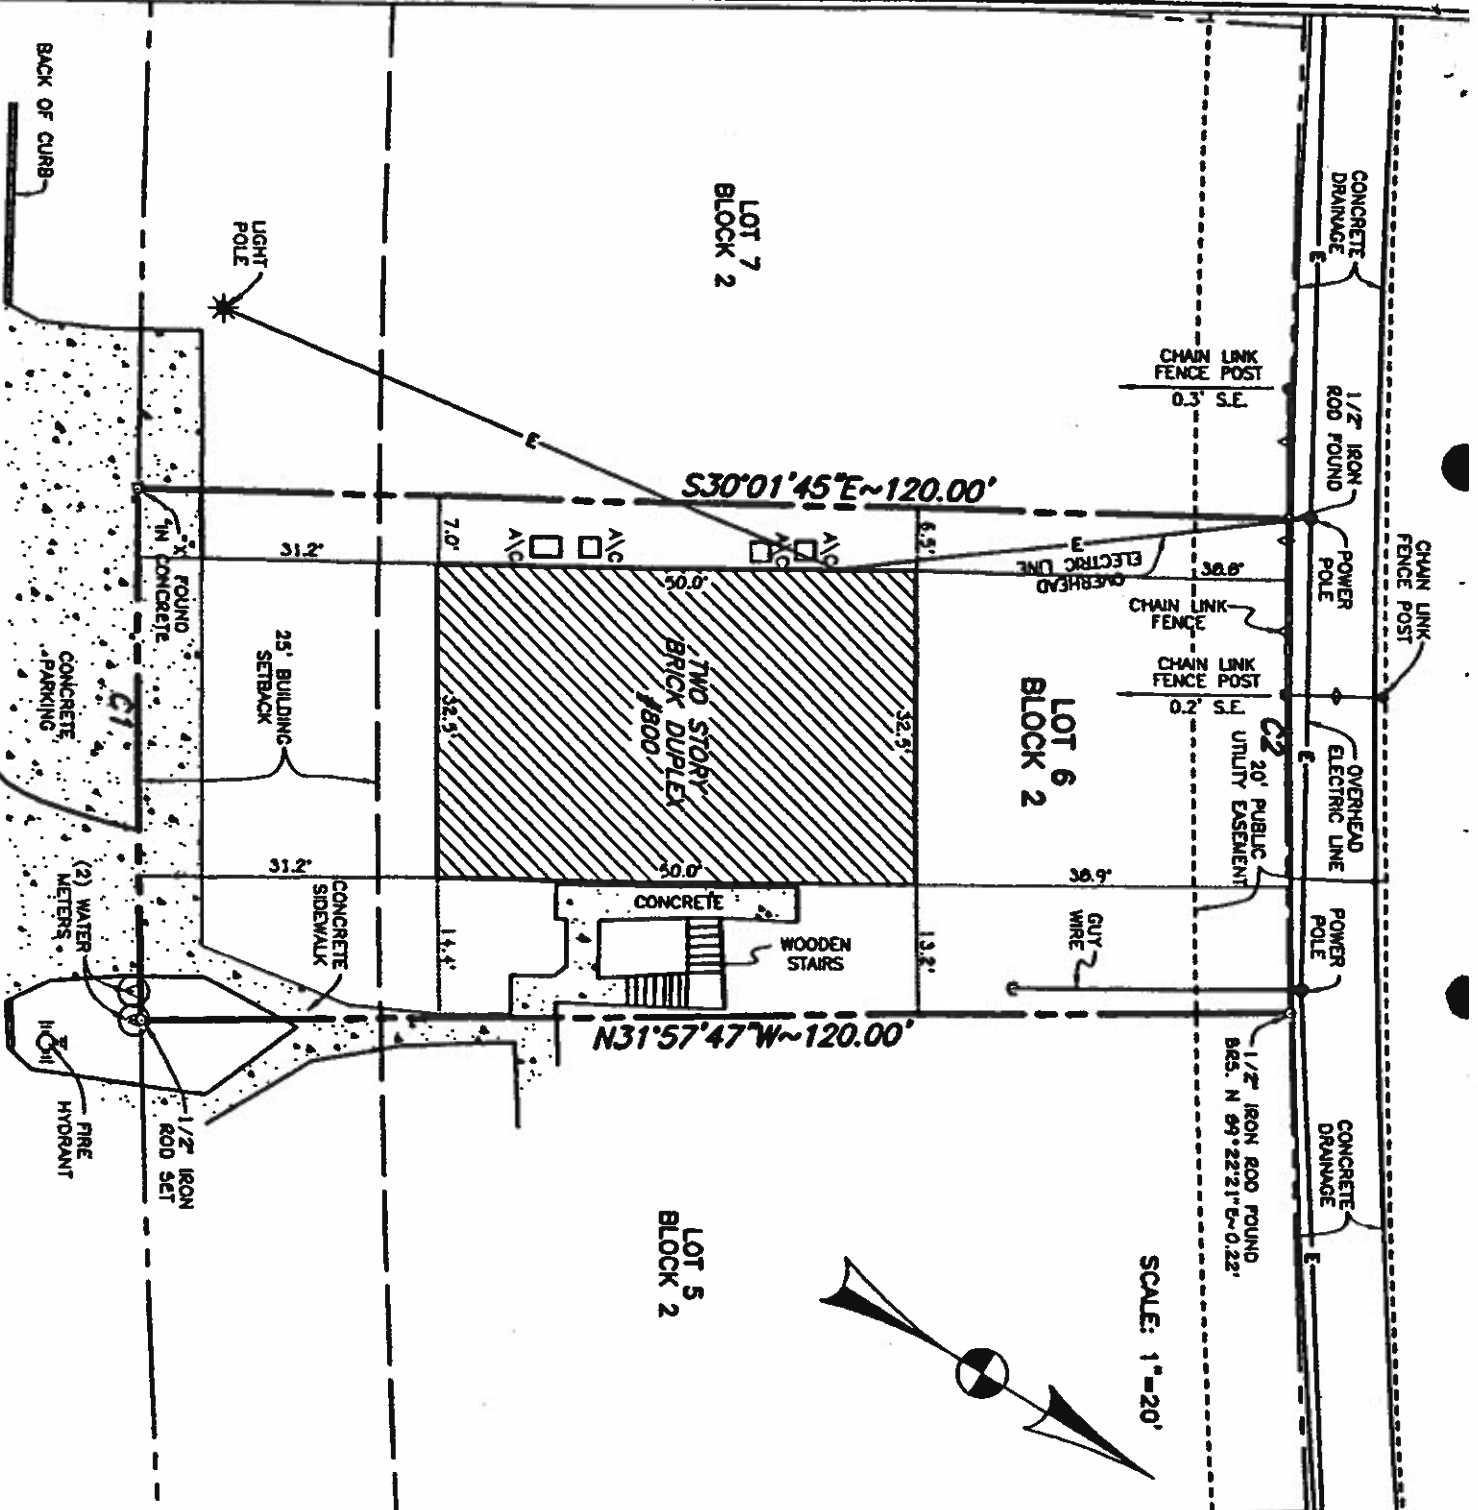 BACK OF CURB
LIGHT
POLE
LOT 7
BLOCK 2
CONCRETE
DRAINAGE
E
CHAIN LINK
FENCE POST
0.3' S.E.
1/2" IRON
ROD FOUND
CHAIN LINK
FENCE POST
POWER
POLE
S30°01'45"E~120.00'
E
"X" FOUND
IN CONCRETE
31.2'
7.0'
A\C
A\C
A\C
A\C
6.5'
E
OVERHEAD
ELECTRIC LINE
38.8'
CHAIN LINK
FENCE
CHAIN LINK
FENCE POST
0.2' S.E.
50.0'
TWO STORY
BRICK DUPLEX
#800
32.5'
32.5'
50.0'
LOT 6
BLOCK 2
C2
20' PUBLIC
UTILITY EASEMENT
E
OVERHEAD
ELECTRIC LINE
25' BUILDING
SETBACK
CONCRETE
PARKING
C1
31.2'
38.9'
(2) WATER
METERS
CONCRETE
SIDEWALK
14.4'
CONCRETE
WOODEN
STAIRS
13.2'
GUY
WIRE
POWER
POLE
N31°57'47"W~120.00'
1/2" IRON ROD FOUND
BRS. N 89°22'21"E~0.22'
FIRE
HYDRANT
1/2" IRON
ROD SET
LOT 5
BLOCK 2
CONCRETE
DRAINAGE
E
SCALE: 1"=20'